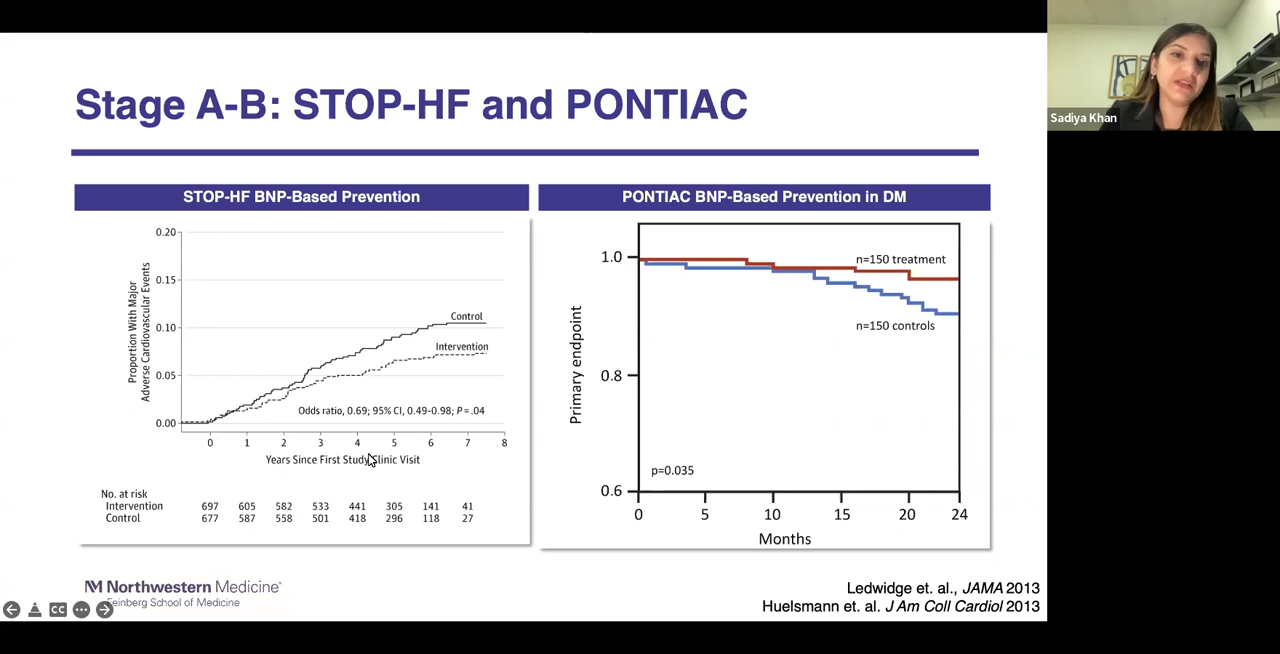 Stage A-B: STOP-HF and PONTIAC
Sadiya Khan
STOP-HF BNP-Based Prevention
0.20
0.15
0.10
0.05
0.00
Proportion With Major
Adverse Cardiovascular Events
Control
Intervention
Odds ratio, 0.69; 95% CI, 0.49-0.98; P = .04
0 1 2 3 4 5 6 7 8
Years Since First Study Clinic Visit
No. at risk
Intervention 697 605 582 533 441 305 141 41
Control 677 587 558 501 418 296 118 27
PONTIAC BNP-Based Prevention in DM
1.0
0.8
0.6
Primary endpoint
n=150 treatment
n=150 controls
p=0.035
0 5 10 15 20 24
Months
Northwestern Medicine®
Feinberg School of Medicine
CC
Ledwidge et. al., JAMA 2013
Huelsmann et. al. J Am Coll Cardiol 2013